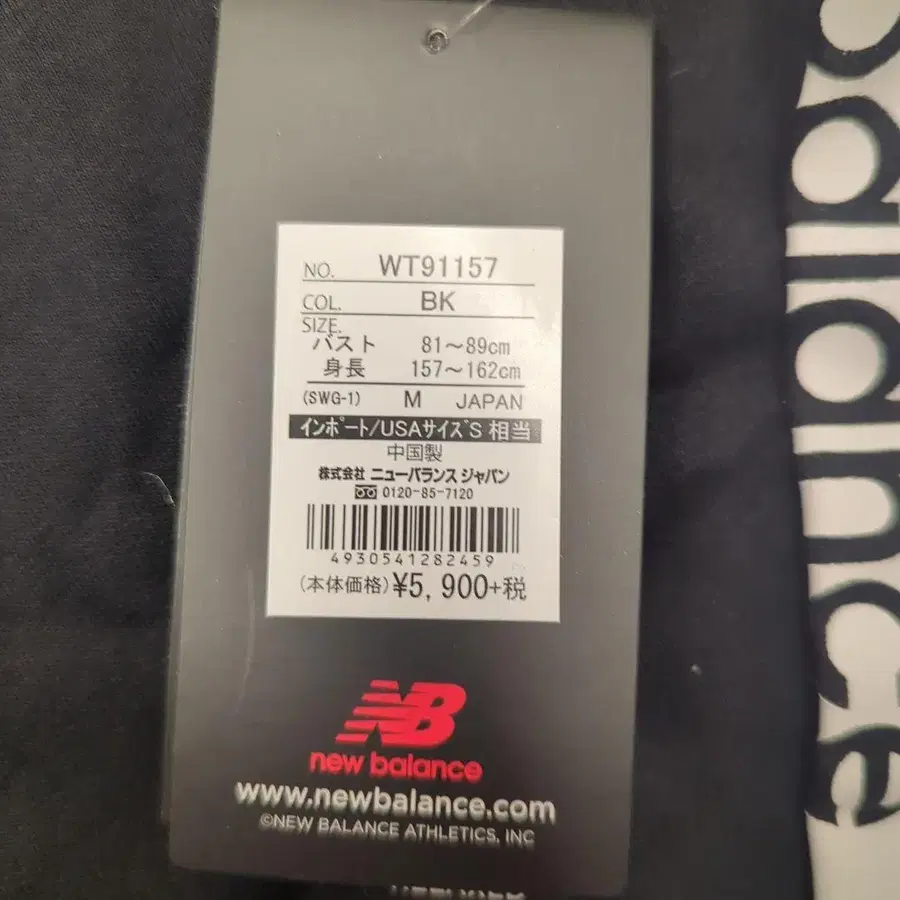 NO. WT91157
COL. BK
SIZE.
バスト 81～89cm
身長 157～162cm
(SWG-1) M JAPAN
インポート/USAサイズS 相当
中国製
株式会社 ニューバランス ジャパン
0120-85-7120
4930541282459
(本体価格) ¥5,900+税
NB
new balance
www.newbalance.com
©NEW BALANCE ATHLETICS, INC
balance